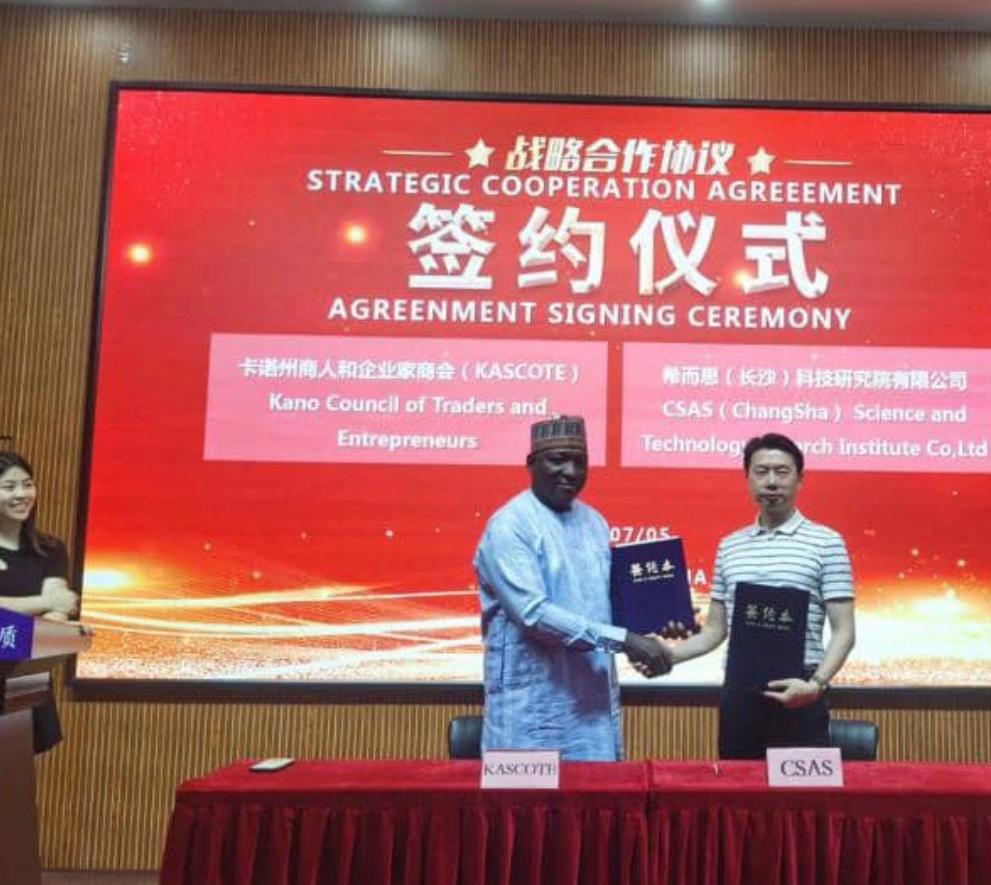 战略合作协议
STRATEGIC COOPERATION AGREEEMENT
签约仪式
AGREENMENT SIGNING CEREMONY
卡诺州商人和企业家商会（KASCOTE）
Kano Council of Traders and
Entrepreneurs
希而思（长沙）科技研究院有限公司
CSAS（ChangSha）Science and
Technology Institute Co,Ltd
07/05
签约本
签约本
质
KASCOTE
CSAS